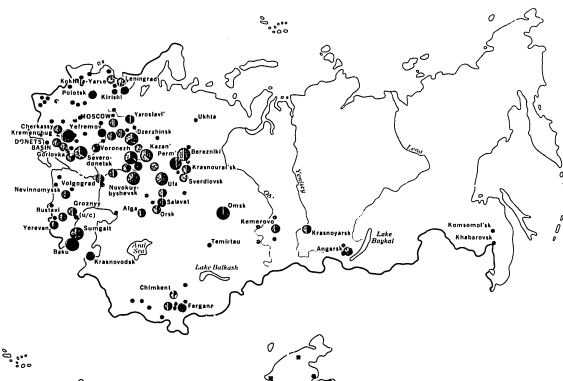 Kokhtla-Yarve
Leningrad
Polotsk
Kirishi
MOSCOW
Yaroslavl'
Ukhta
Cherkassy
Yefremov
Kremenchug
Dzerzhinsk
DONETS
BASIN
Voronezh
Kazan'
Perm'
Berezniki
Gorlovka
Severo-
donetsk
Krasnoural'sk
Lena
Volgograd
Novokuy-
byshevsk
Ufa
Sverdlovsk
Nevinnomyssk
Salavat
Ob
Yenisey
Grozny
Alga
Orsk
Omsk
Rustavi
(u/c)
Kemerovo
Yerevan
Sumgait
Krasnoyarsk
Lake
Baykal
Komsomol'sk
Khabarovsk
Baku
Aral
Sea
Temirtau
Angarsk
Krasnovodsk
Lake Balkash
Chimkent
Fergana